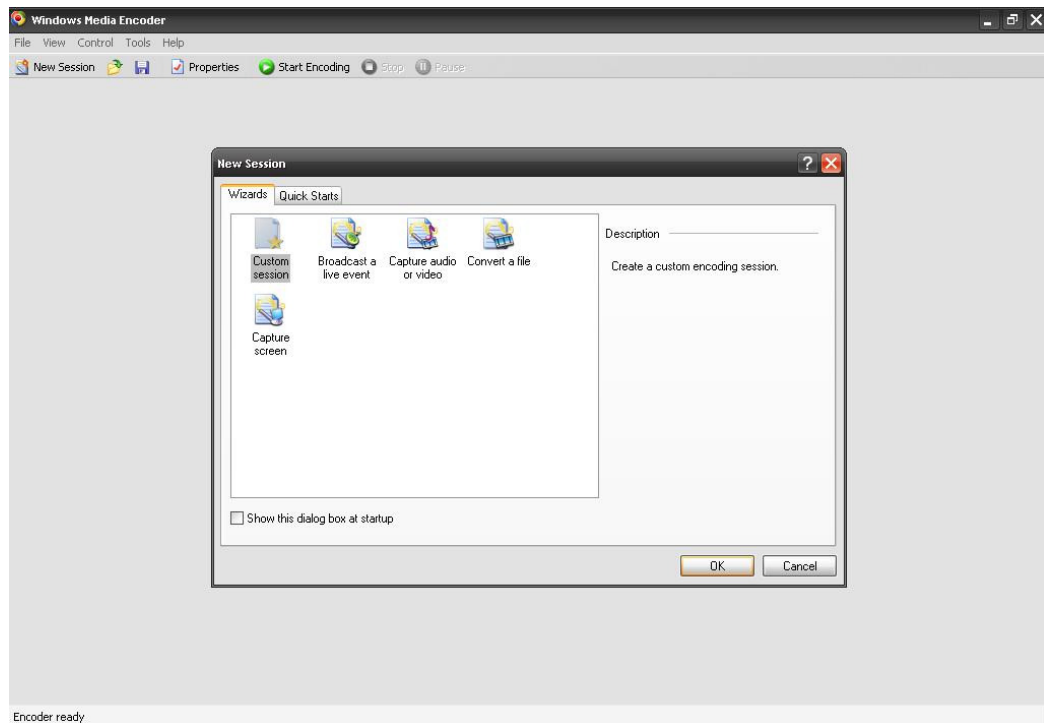 Windows Media Encoder
File View Control Tools Help
New Session Properties Start Encoding Stop Pause
New Session
Wizards Quick Starts
Custom session
Broadcast a live event
Capture audio or video
Convert a file
Capture screen
Description
Create a custom encoding session.
Show this dialog box at startup
OK Cancel
Encoder ready